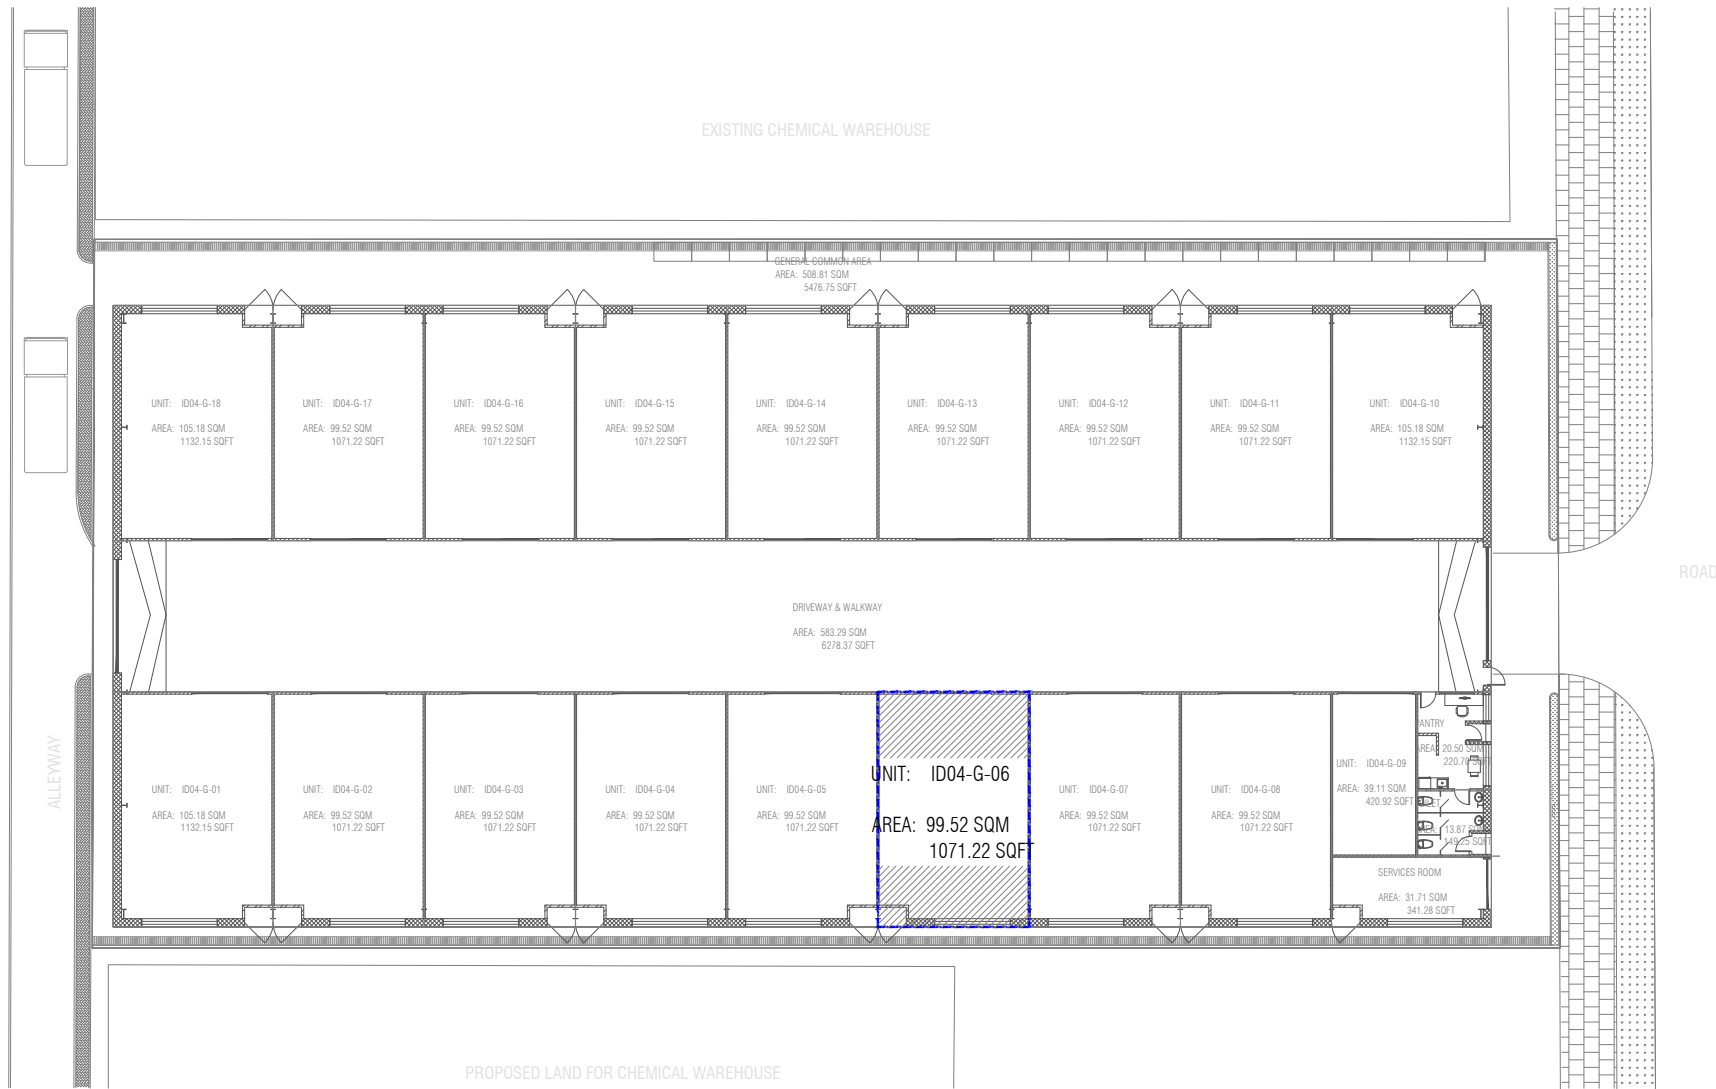 EXISTING CHEMICAL WAREHOUSE
GENERAL COMMON AREA
AREA: 508.81 SQM
5476.75 SQFT
UNIT: ID04-G-18
AREA: 105.18 SQM
1132.15 SQFT
UNIT: ID04-G-17
AREA: 99.52 SQM
1071.22 SQFT
UNIT: ID04-G-16
AREA: 99.52 SQM
1071.22 SQFT
UNIT: ID04-G-15
AREA: 99.52 SQM
1071.22 SQFT
UNIT: ID04-G-14
AREA: 99.52 SQM
1071.22 SQFT
UNIT: ID04-G-13
AREA: 99.52 SQM
1071.22 SQFT
UNIT: ID04-G-12
AREA: 99.52 SQM
1071.22 SQFT
UNIT: ID04-G-11
AREA: 99.52 SQM
1071.22 SQFT
UNIT: ID04-G-10
AREA: 105.18 SQM
1132.15 SQFT
ROAD
DRIVEWAY & WALKWAY
AREA: 583.29 SQM
6278.37 SQFT
ALLEYWAY
UNIT: ID04-G-01
AREA: 105.18 SQM
1132.15 SQFT
UNIT: ID04-G-02
AREA: 99.52 SQM
1071.22 SQFT
UNIT: ID04-G-03
AREA: 99.52 SQM
1071.22 SQFT
UNIT: ID04-G-04
AREA: 99.52 SQM
1071.22 SQFT
UNIT: ID04-G-05
AREA: 99.52 SQM
1071.22 SQFT
UNIT: ID04-G-06
AREA: 99.52 SQM
1071.22 SQFT
UNIT: ID04-G-07
AREA: 99.52 SQM
1071.22 SQFT
UNIT: ID04-G-08
AREA: 99.52 SQM
1071.22 SQFT
UNIT: ID04-G-09
AREA: 39.11 SQM
420.92 SQFT
PANTRY
AREA: 20.50 SQM
220.70 SQFT
AREA: 13.87
149.25 SQFT
SERVICES ROOM
AREA: 31.71 SQM
341.28 SQFT
PROPOSED LAND FOR CHEMICAL WAREHOUSE